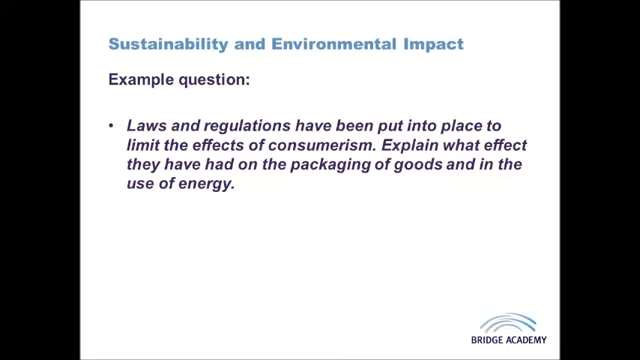 Sustainability and Environmental Impact
Example question:
• Laws and regulations have been put into place to
limit the effects of consumerism. Explain what effect
they have had on the packaging of goods and in the
use of energy.
BRIDGE ACADEMY